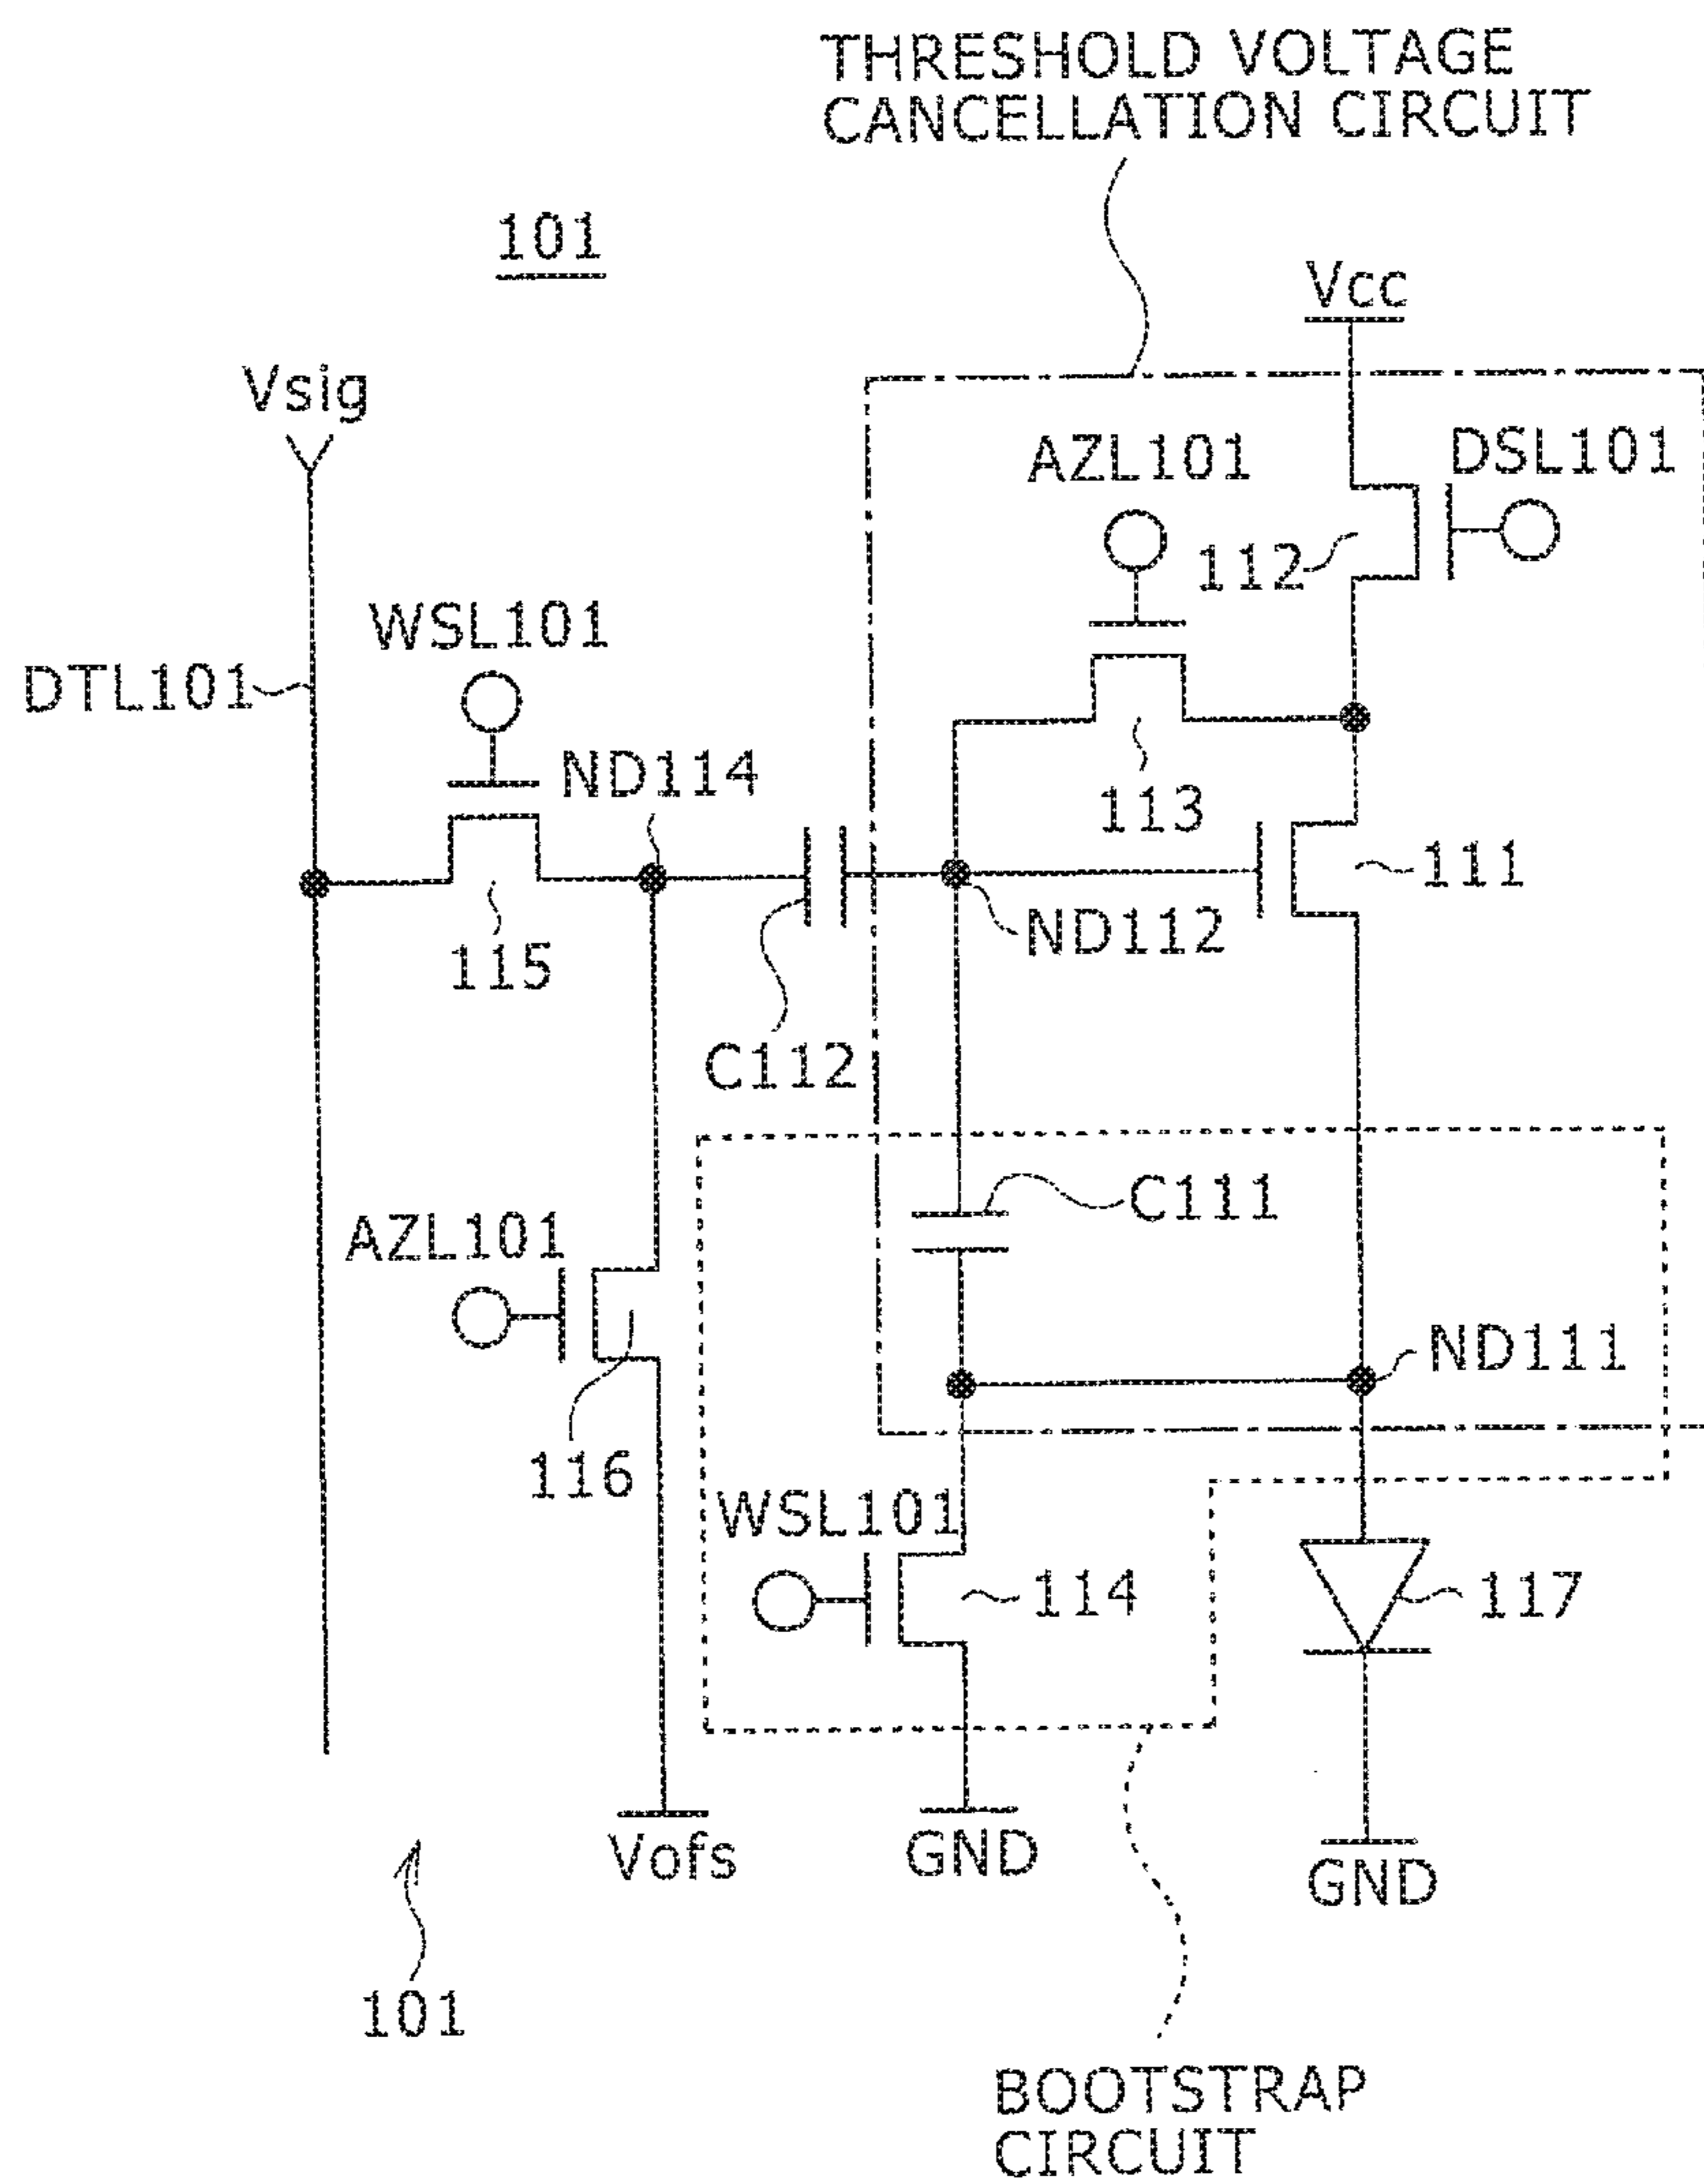 THRESHOLD VOLTAGE
CANCELLATION CIRCUIT
101
Vcc
Vsig
AZL101
DSL101
112
WSL101
DTL101
ND114
113
111
ND112
115
C112
C111
AZL101
ND111
116
WSL101
114
117
Vofs
GND
GND
101
BOOTSTRAP
CIRCUIT